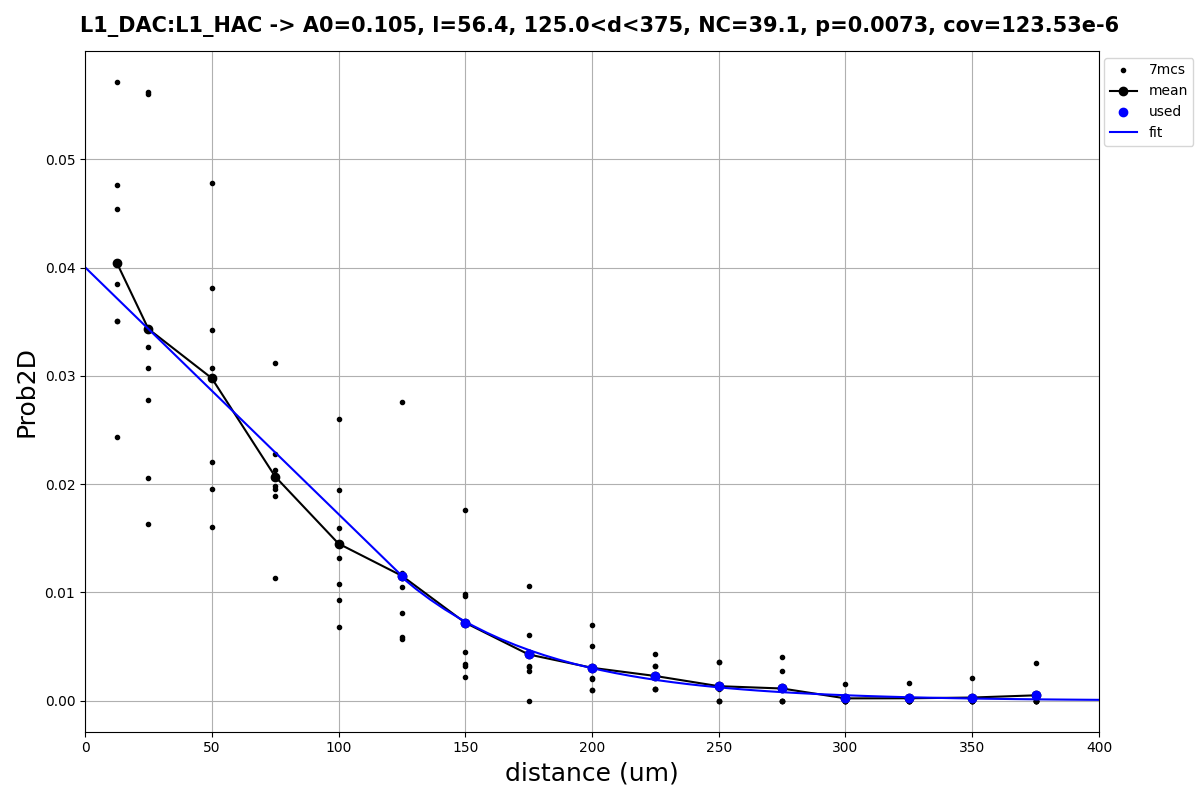 L1_DAC:L1_HAC -> A0=0.105, l=56.4, 125.0<d<375, NC=39.1, p=0.0073, cov=123.53e-6
7mcs
mean
used
fit
0.05
0.04
0.03
0.02
0.01
0.00
Prob2D
0 50 100 150 200 250 300 350 400
distance (um)